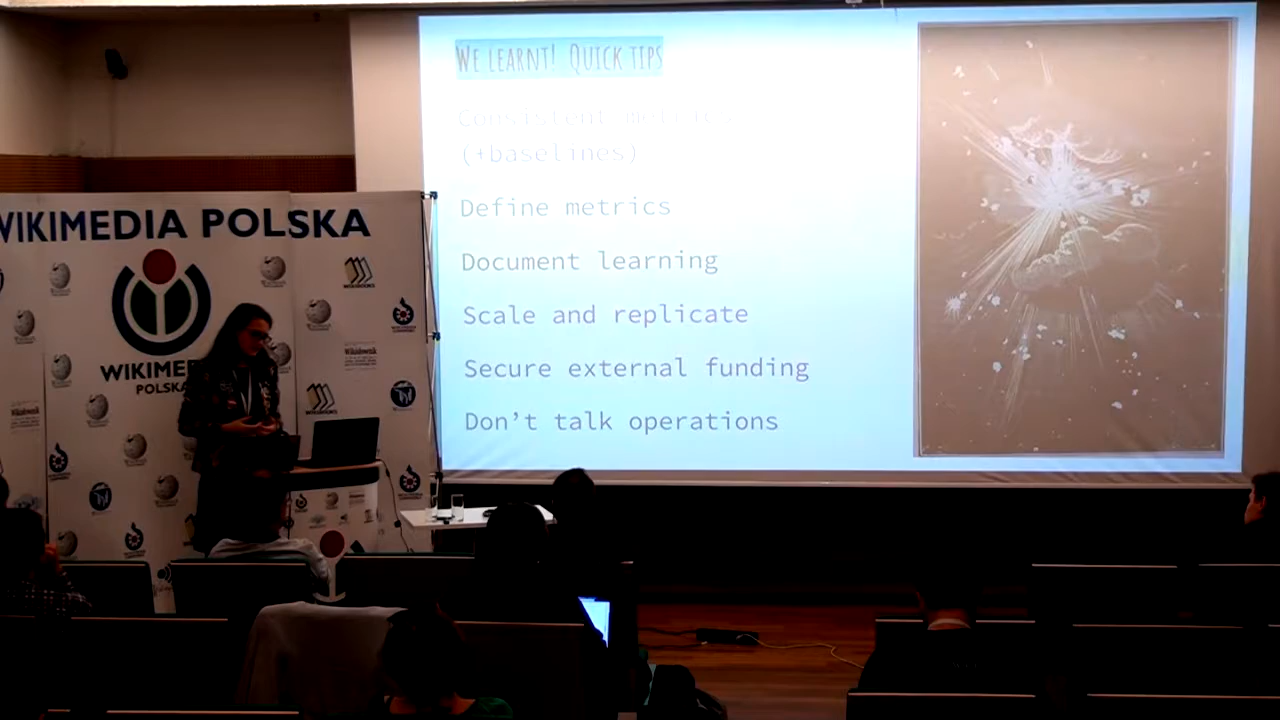 We learnt! Quick tips
Consistent metrics
(+baselines)
Define metrics
Document learning
Scale and replicate
Secure external funding
Don't talk operations
WIKIMEDIA POLSKA
WIKIME
POLSKA